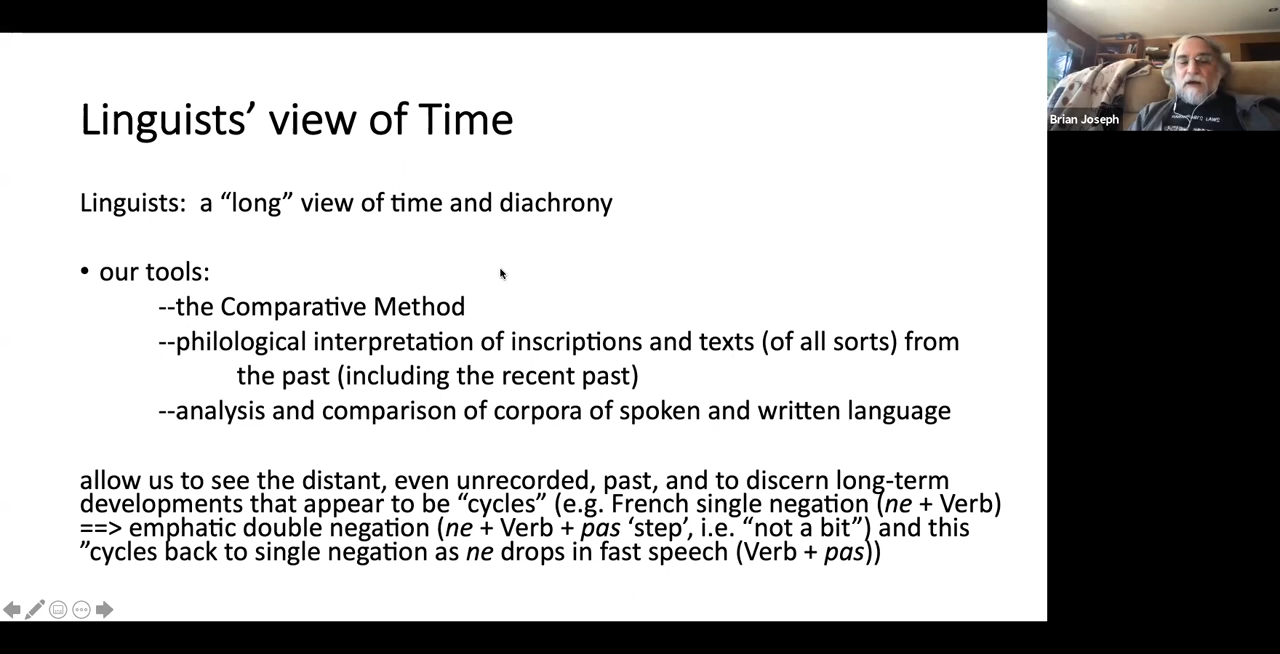 Linguists’ view of Time
Linguists: a “long” view of time and diachrony
• our tools:
--the Comparative Method
--philological interpretation of inscriptions and texts (of all sorts) from
the past (including the recent past)
--analysis and comparison of corpora of spoken and written language
allow us to see the distant, even unrecorded, past, and to discern long-term
developments that appear to be “cycles” (e.g. French single negation (ne + Verb)
==> emphatic double negation (ne + Verb + pas ‘step’, i.e. “not a bit”) and this
”cycles back to single negation as ne drops in fast speech (Verb + pas))
Brian Joseph